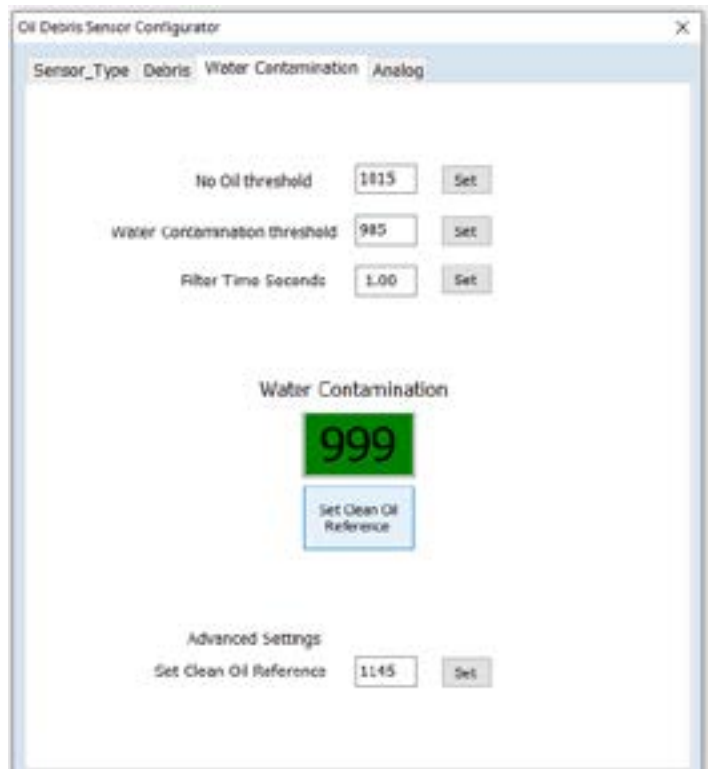 Oil Debris Sensor Configurator
Sensor_Type Debris Water Contamination Analog
No Oil threshold 1015 Set
Water Contamination threshold 985 Set
Filter Time Seconds 1.00 Set
Water Contamination
999
Set Clean Oil
Reference
Advanced Settings
Set Clean Oil Reference 1145 Set